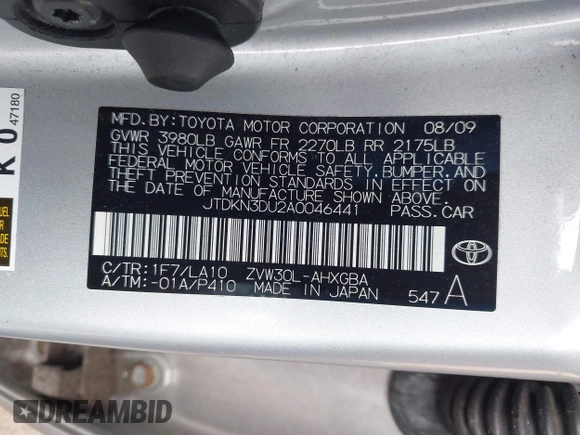 47180
K 0
MFD. BY: TOYOTA MOTOR CORPORATION 08/09
GVWR 3980LB GAWR FR 2270LB RR 2175LB
THIS VEHICLE CONFORMS TO ALL APPLICABLE
FEDERAL MOTOR VEHICLE SAFETY, BUMPER, AND
THEFT PREVENTION STANDARDS IN EFFECT ON
THE DATE OF MANUFACTURE SHOWN ABOVE.
JTDKN3DU2A0046441 PASS. CAR
C/TR: 1F7/LA10 ZVW30L-AHXGBA
A/TM: -01A/P410 MADE IN JAPAN 547 A
DREAMBID